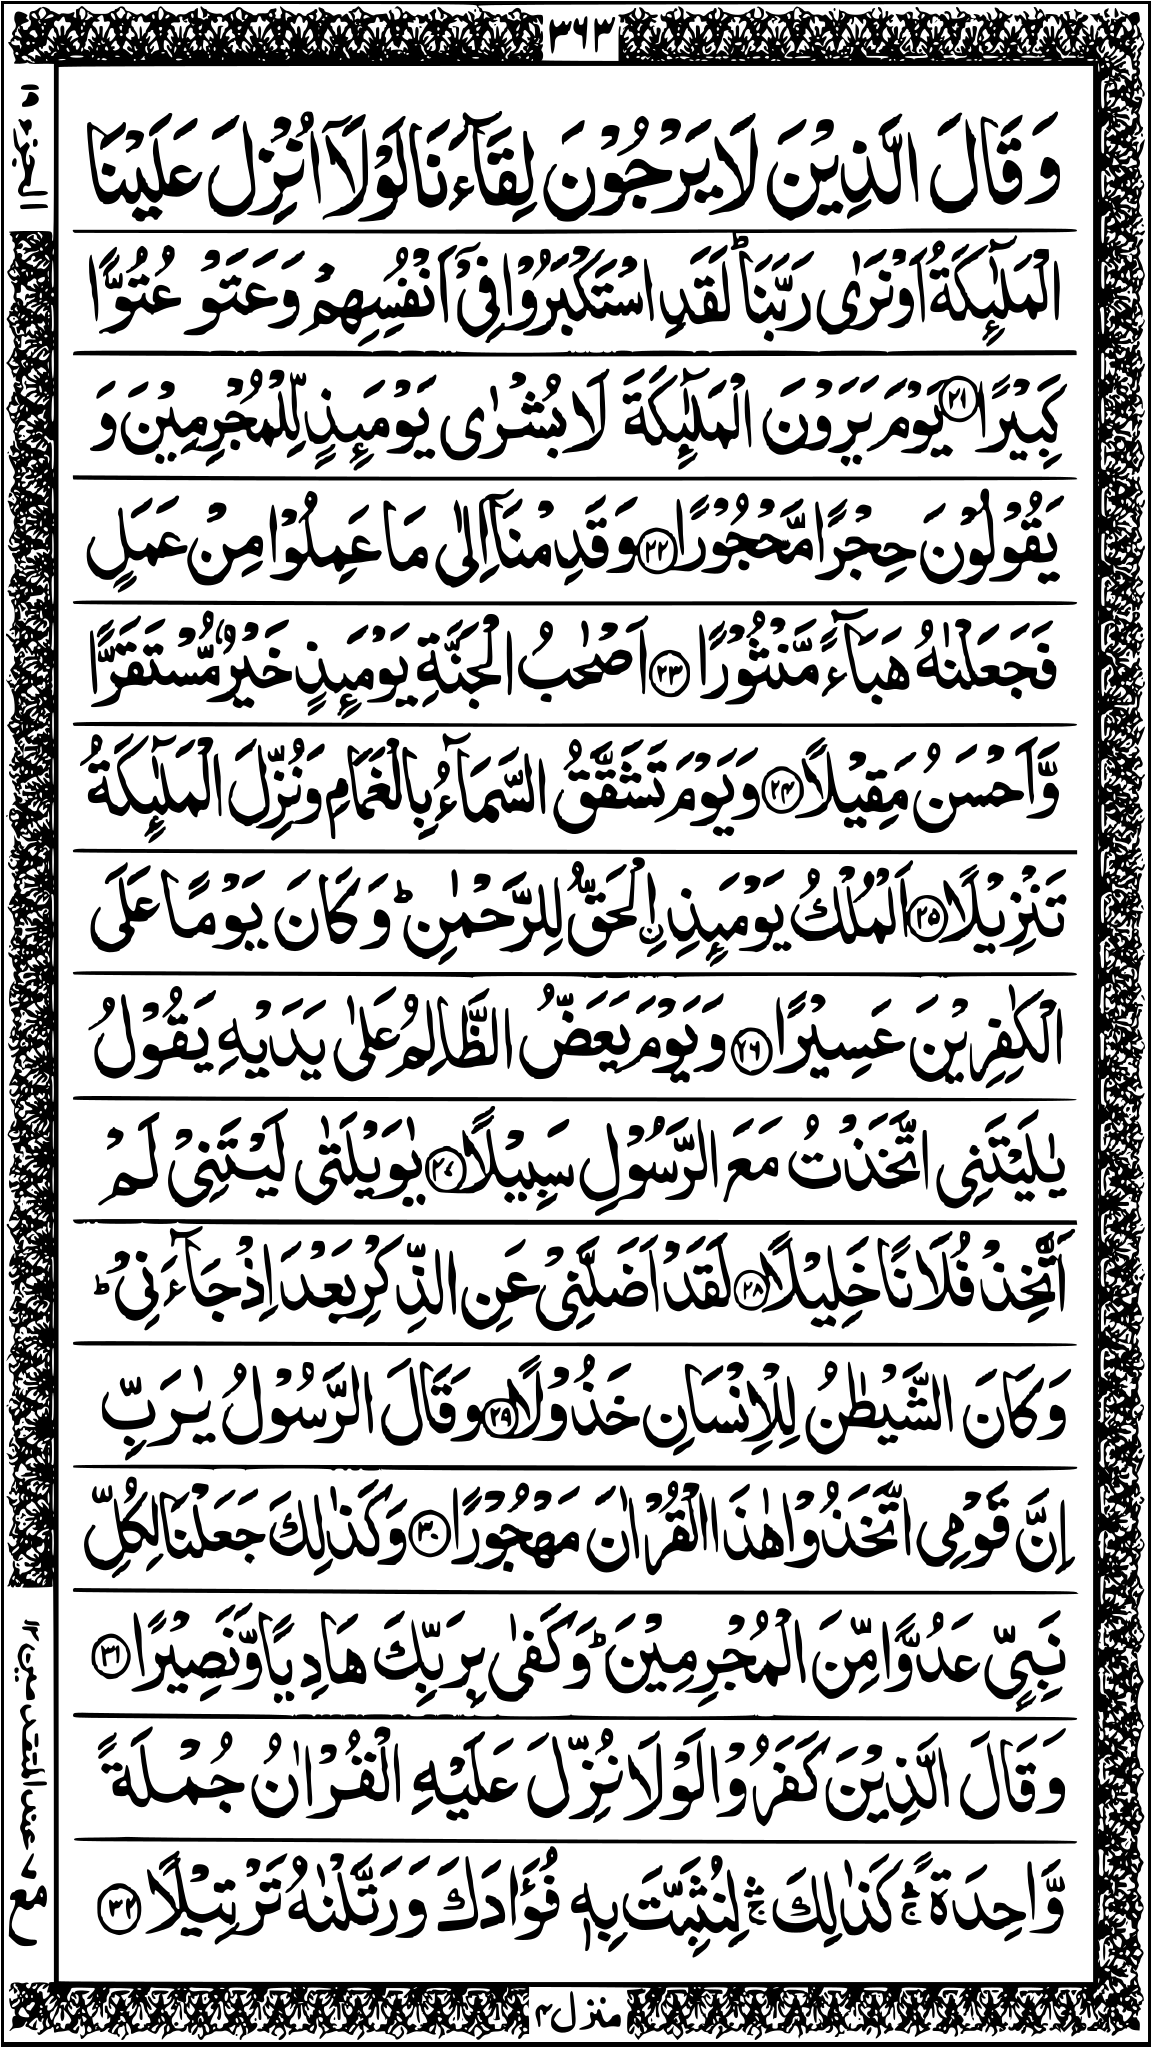 ٣٦٣
الجزء ١٩
وَقَالَ الَّذِيْنَ لَا يَرْجُوْنَ لِقَآءَنَا لَوْلَآ اُنْزِلَ عَلَيْنَا
الْمَلٰٓئِكَةُ اَوْ نَرٰى رَبَّنَا ؕ لَقَدِ اسْتَكْبَرُوْا فِيْٓ اَنْفُسِهِمْ وَعَتَوْ عُتُوًّا
كَبِيْرًا ۝٢١ يَوْمَ يَرَوْنَ الْمَلٰٓئِكَةَ لَا بُشْرٰى يَوْمَئِذٍ لِّلْمُجْرِمِيْنَ وَ
يَقُوْلُوْنَ حِجْرًا مَّحْجُوْرًا ۝٢٢ وَقَدِمْنَآ اِلٰى مَا عَمِلُوْا مِنْ عَمَلٍ
فَجَعَلْنٰهُ هَبَآءً مَّنْثُوْرًا ۝٢٣ اَصْحٰبُ الْجَنَّةِ يَوْمَئِذٍ خَيْرٌ مُّسْتَقَرًّا
وَّاَحْسَنُ مَقِيْلًا ۝٢٤ وَيَوْمَ تَشَقَّقُ السَّمَآءُ بِالْغَمَامِ وَنُزِّلَ الْمَلٰٓئِكَةُ
تَنْزِيْلًا ۝٢٥ اَلْمُلْكُ يَوْمَئِذِ ِۨالْحَقُّ لِلرَّحْمٰنِ ؕ وَكَانَ يَوْمًا عَلَى
الْكٰفِرِيْنَ عَسِيْرًا ۝٢٦ وَيَوْمَ يَعَضُّ الظَّالِمُ عَلٰى يَدَيْهِ يَقُوْلُ
يٰلَيْتَنِى اتَّخَذْتُ مَعَ الرَّسُوْلِ سَبِيْلًا ۝٢٧ يٰوَيْلَتٰى لَيْتَنِيْ لَمْ
اَتَّخِذْ فُلَانًا خَلِيْلًا ۝٢٨ لَقَدْ اَضَلَّنِيْ عَنِ الذِّكْرِ بَعْدَ اِذْ جَآءَنِيْ ؕ
وَكَانَ الشَّيْطٰنُ لِلْاِنْسَانِ خَذُوْلًا ۝٢٩ وَقَالَ الرَّسُوْلُ يٰرَبِّ
اِنَّ قَوْمِى اتَّخَذُوْا هٰذَا الْقُرْاٰنَ مَهْجُوْرًا ۝٣٠ وَكَذٰلِكَ جَعَلْنَا لِكُلِّ
نَبِيٍّ عَدُوًّا مِّنَ الْمُجْرِمِيْنَ ؕ وَكَفٰى بِرَبِّكَ هَادِيًا وَّنَصِيْرًا ۝٣١
وَقَالَ الَّذِيْنَ كَفَرُوْا لَوْلَا نُزِّلَ عَلَيْهِ الْقُرْاٰنُ جُمْلَةً
وَّاحِدَةً ۛۚ كَذٰلِكَ ۛۚ لِنُثَبِّتَ بِهٖ فُؤَادَكَ وَرَتَّلْنٰهُ تَرْتِيْلًا ۝٣٢
عند المتقدمين ١٢
منزل ٤